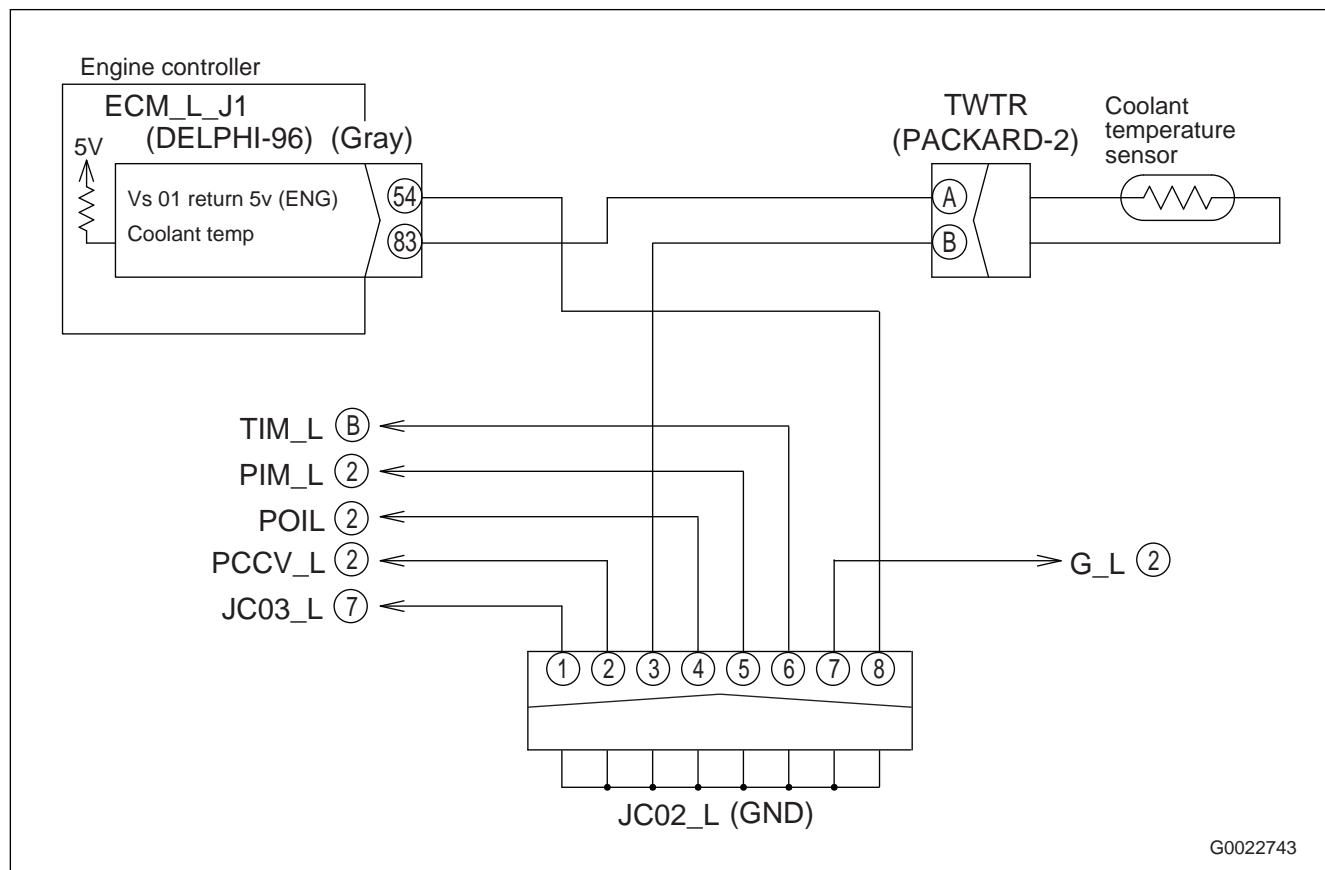 Engine controller
ECM_L_J1
(DELPHI-96) (Gray)
5V
Vs 01 return 5v (ENG)
54
Coolant temp
83
TWTR
(PACKARD-2)
A
B
Coolant
temperature
sensor
TIM_L B
PIM_L 2
POIL 2
PCCV_L 2
JC03_L 7
G_L 2
1 2 3 4 5 6 7 8
JC02_L (GND)
G0022743